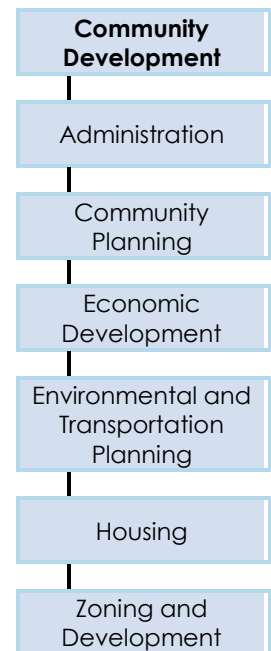 Community
Development
Administration
Community
Planning
Economic
Development
Environmental and
Transportation
Planning
Housing
Zoning and
Development